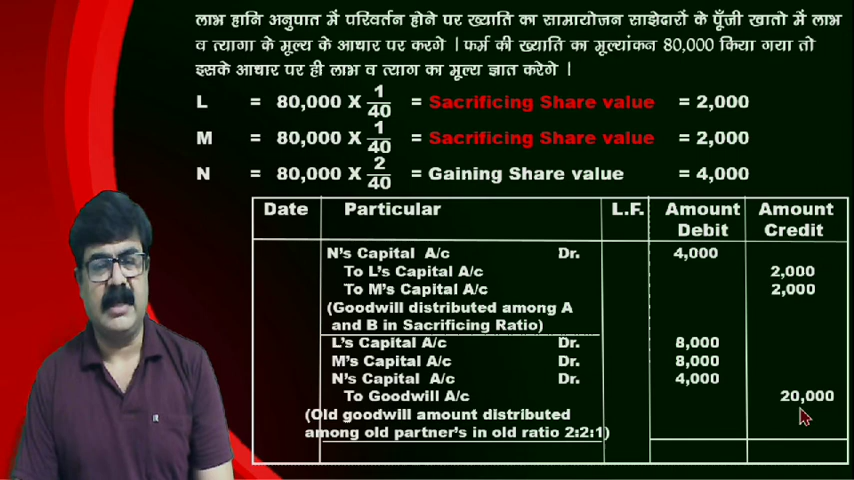 लाभ हानि अनुपात में परिवर्तन होने पर ख्याति का सामायोजन साझेदारों के पूँजी खातो में लाभ
व त्यागा के मूल्य के आधार पर करगे । फर्म की ख्याति का मूल्यांकन 80,000 किया गया तो
इसके आधार पर ही लाभ व त्याग का मूल्य ज्ञात करेगे ।
L = 80,000 X 1/40 = Sacrificing Share value = 2,000
M = 80,000 X 1/40 = Sacrificing Share value = 2,000
N = 80,000 X 2/40 = Gaining Share value = 4,000
Date Particular L.F. Amount Debit Amount Credit
N's Capital A/c Dr. 4,000
To L's Capital A/c 2,000
To M's Capital A/c 2,000
(Goodwill distributed among A
and B in Sacrificing Ratio)
L's Capital A/c Dr. 8,000
M's Capital A/c Dr. 8,000
N's Capital A/c Dr. 4,000
To Goodwill A/c 20,000
(Old goodwill amount distributed
among old partner's in old ratio 2:2:1)